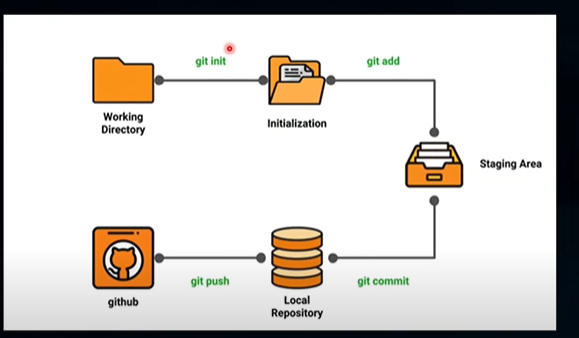 git init
git add
Working
Directory
Initialization
Staging Area
git push
git commit
github
Local
Repository